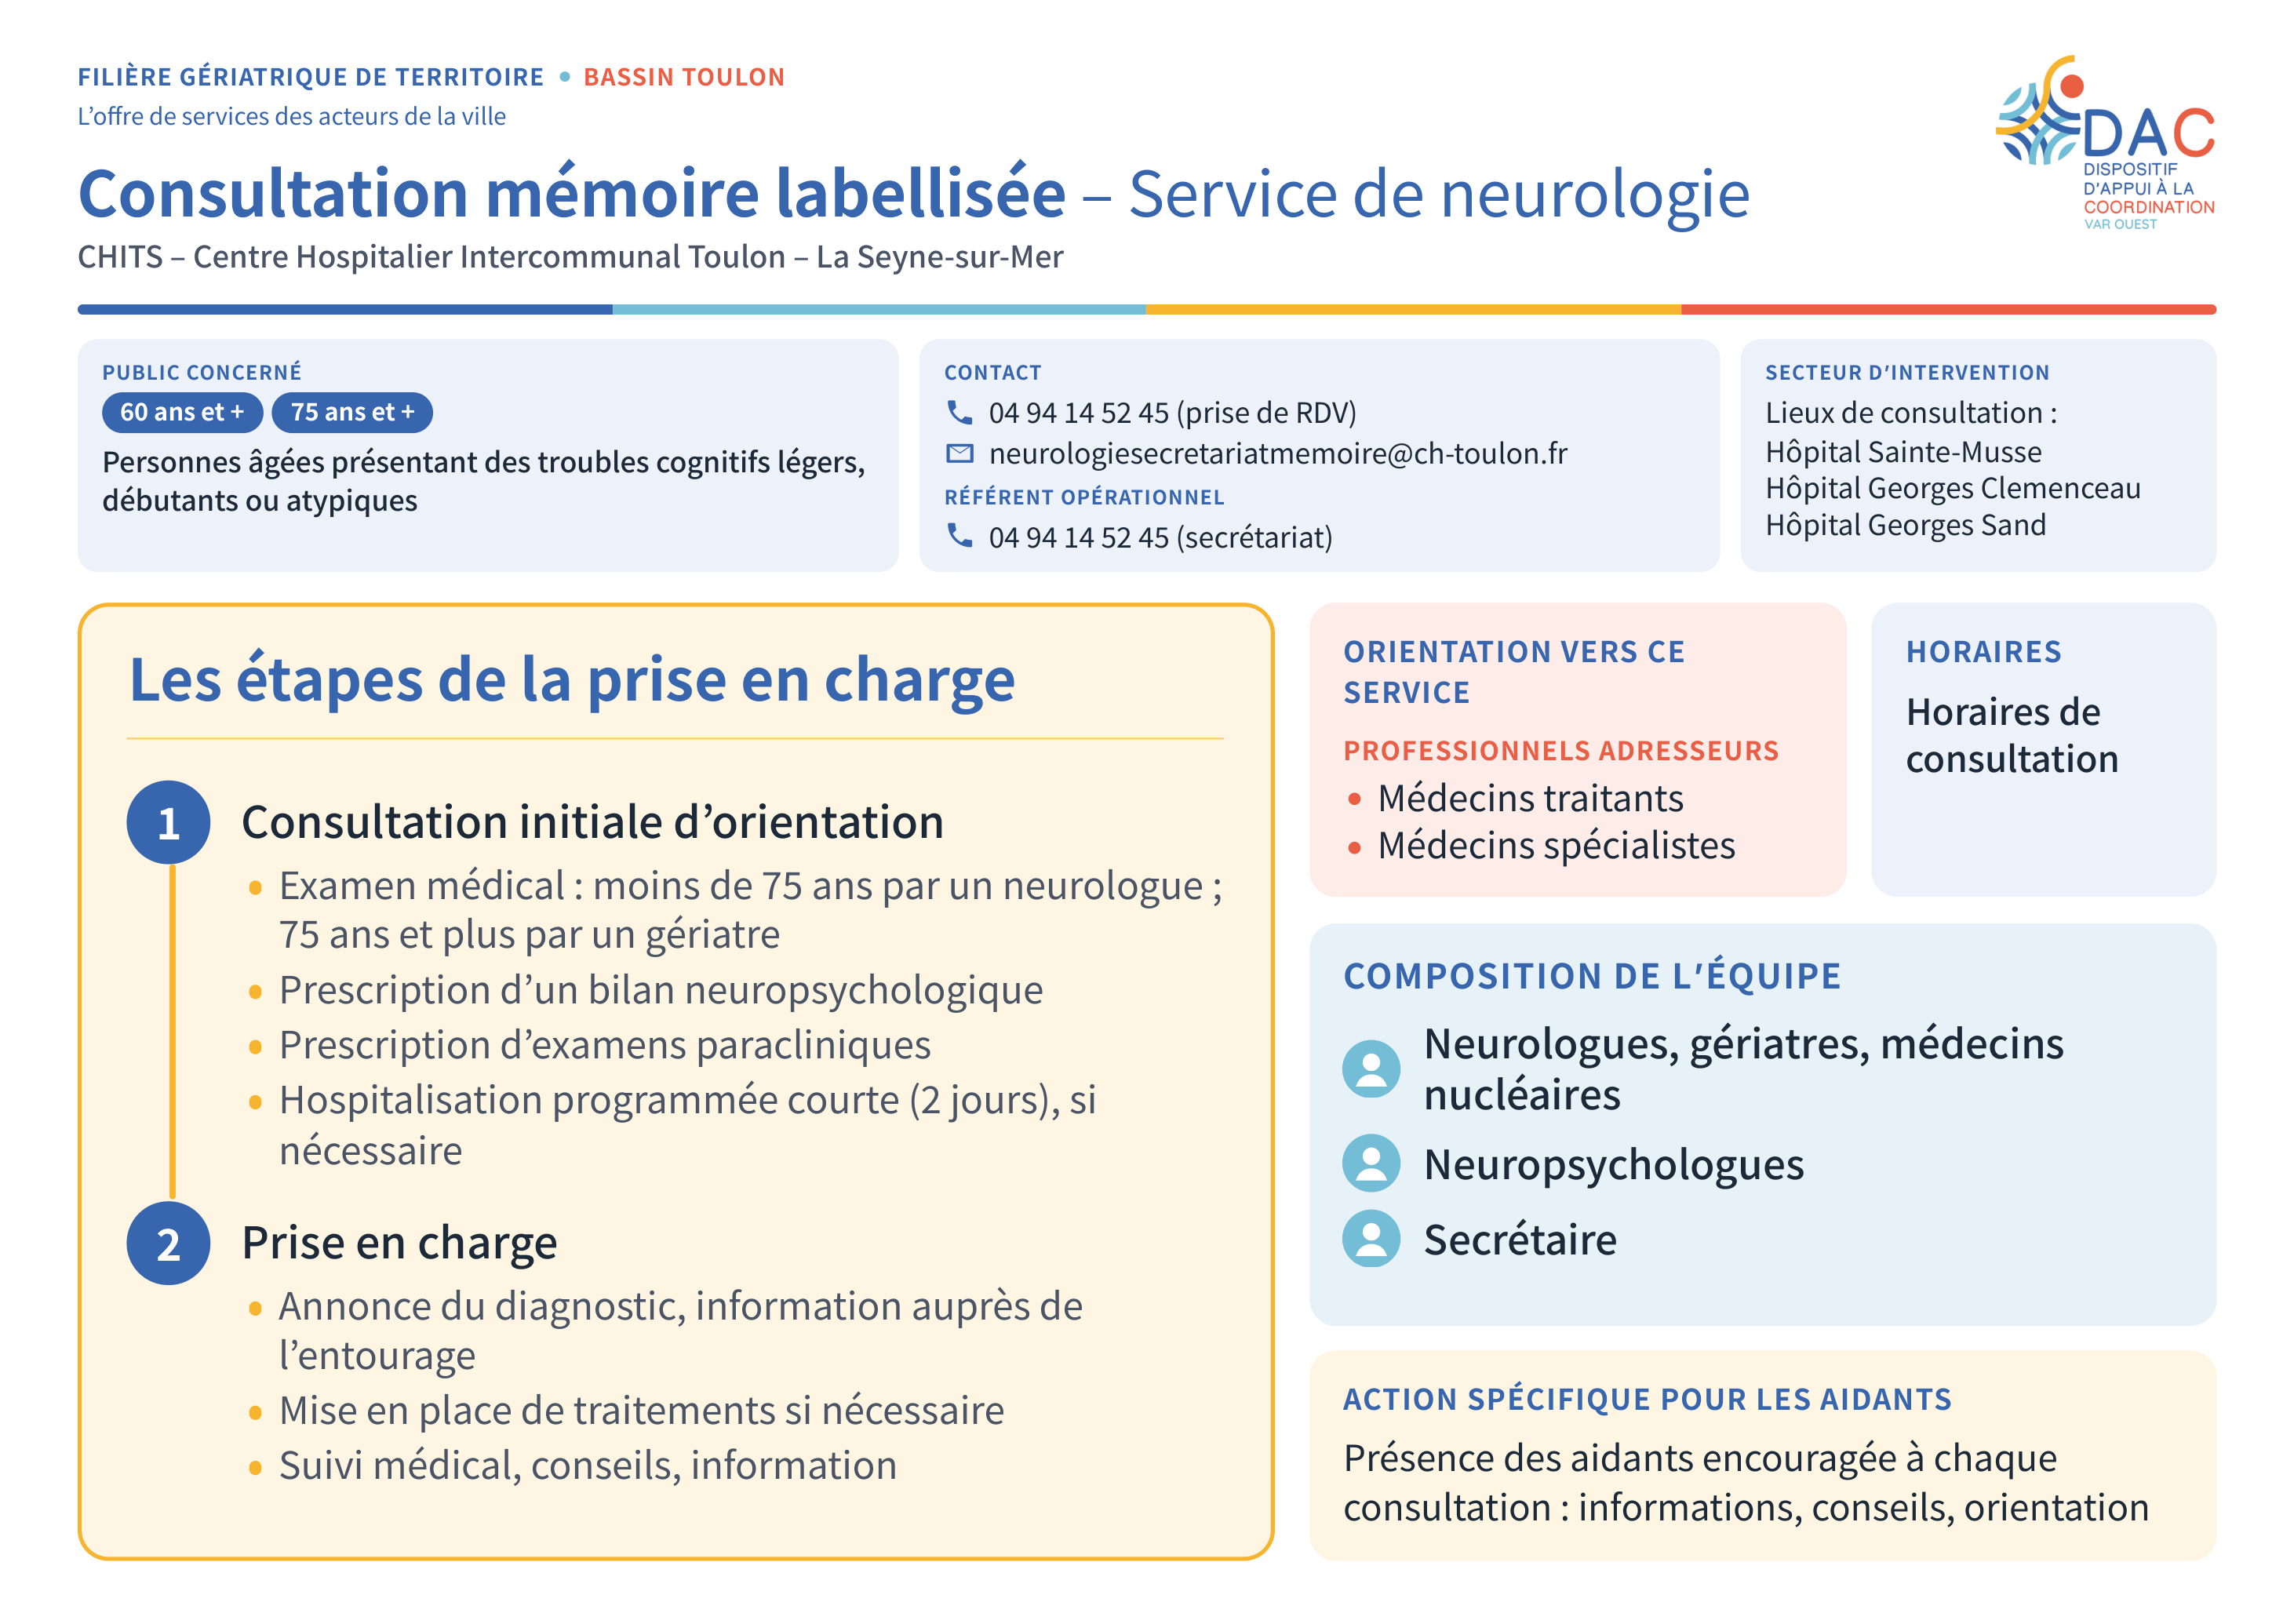 FILIÈRE GÉRIATRIQUE DE TERRITOIRE • BASSIN TOULON
L’offre de services des acteurs de la ville
Consultation mémoire labellisée – Service de neurologie
CHITS – Centre Hospitalier Intercommunal Toulon – La Seyne-sur-Mer
DAC
DISPOSITIF
D'APPUI À LA
COORDINATION
VAR OUEST
PUBLIC CONCERNÉ
60 ans et + 75 ans et +
Personnes âgées présentant des troubles cognitifs légers,
débutants ou atypiques
CONTACT
04 94 14 52 45 (prise de RDV)
neurologiesecretariatmemoire@ch-toulon.fr
RÉFÉRENT OPÉRATIONNEL
04 94 14 52 45 (secrétariat)
SECTEUR D'INTERVENTION
Lieux de consultation :
Hôpital Sainte-Musse
Hôpital Georges Clemenceau
Hôpital Georges Sand
Les étapes de la prise en charge
1 Consultation initiale d’orientation
• Examen médical : moins de 75 ans par un neurologue ;
75 ans et plus par un gériatre
• Prescription d’un bilan neuropsychologique
• Prescription d’examens paracliniques
• Hospitalisation programmée courte (2 jours), si
nécessaire
2 Prise en charge
• Annonce du diagnostic, information auprès de
l’entourage
• Mise en place de traitements si nécessaire
• Suivi médical, conseils, information
ORIENTATION VERS CE
SERVICE
PROFESSIONNELS ADRESSEURS
• Médecins traitants
• Médecins spécialistes
HORAIRES
Horaires de
consultation
COMPOSITION DE L'ÉQUIPE
Neurologues, gériatres, médecins
nucléaires
Neuropsychologues
Secrétaire
ACTION SPÉCIFIQUE POUR LES AIDANTS
Présence des aidants encouragée à chaque
consultation : informations, conseils, orientation